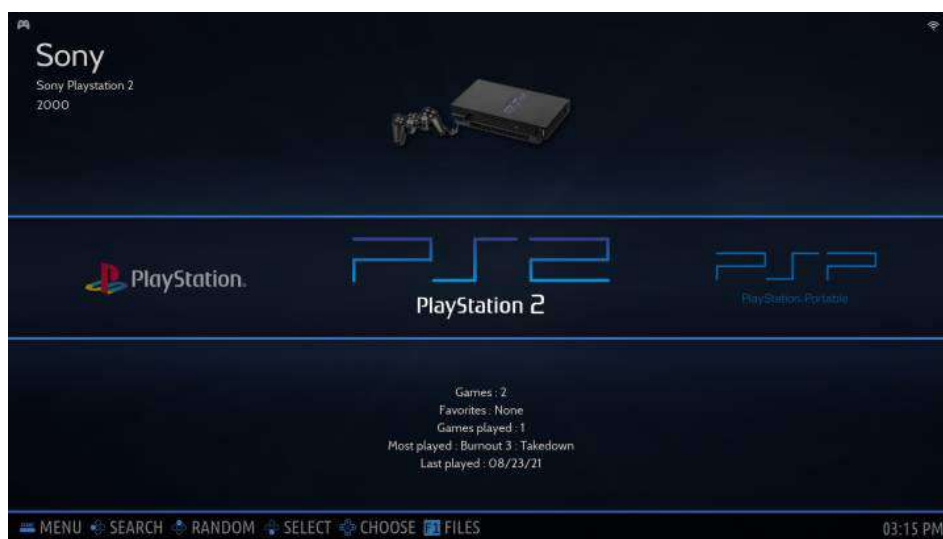 Sony
Sony Playstation 2
2000
PlayStation.
PS2
PlayStation 2
PSP
PlayStation Portable
Games : 2
Favorites : None
Games played : 1
Most played : Burnout 3 : Takedown
Last played : 08/23/21
MENU SEARCH RANDOM SELECT CHOOSE F1 FILES
03:15 PM